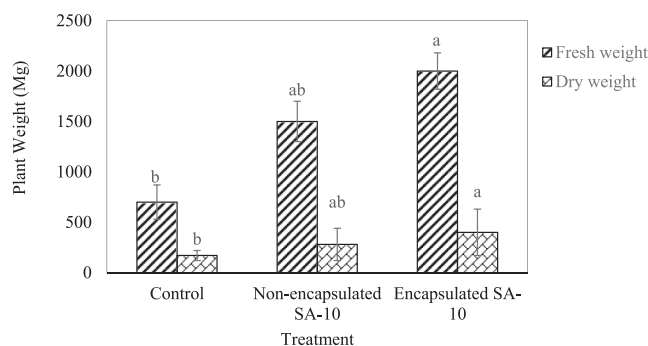 2500
2000
1500
1000
500
0
Plant Weight (Mg)
b
b
ab
ab
a
a
Fresh weight
Dry weight
Control
Non-encapsulated
SA-10
Encapsulated SA-
10
Treatment